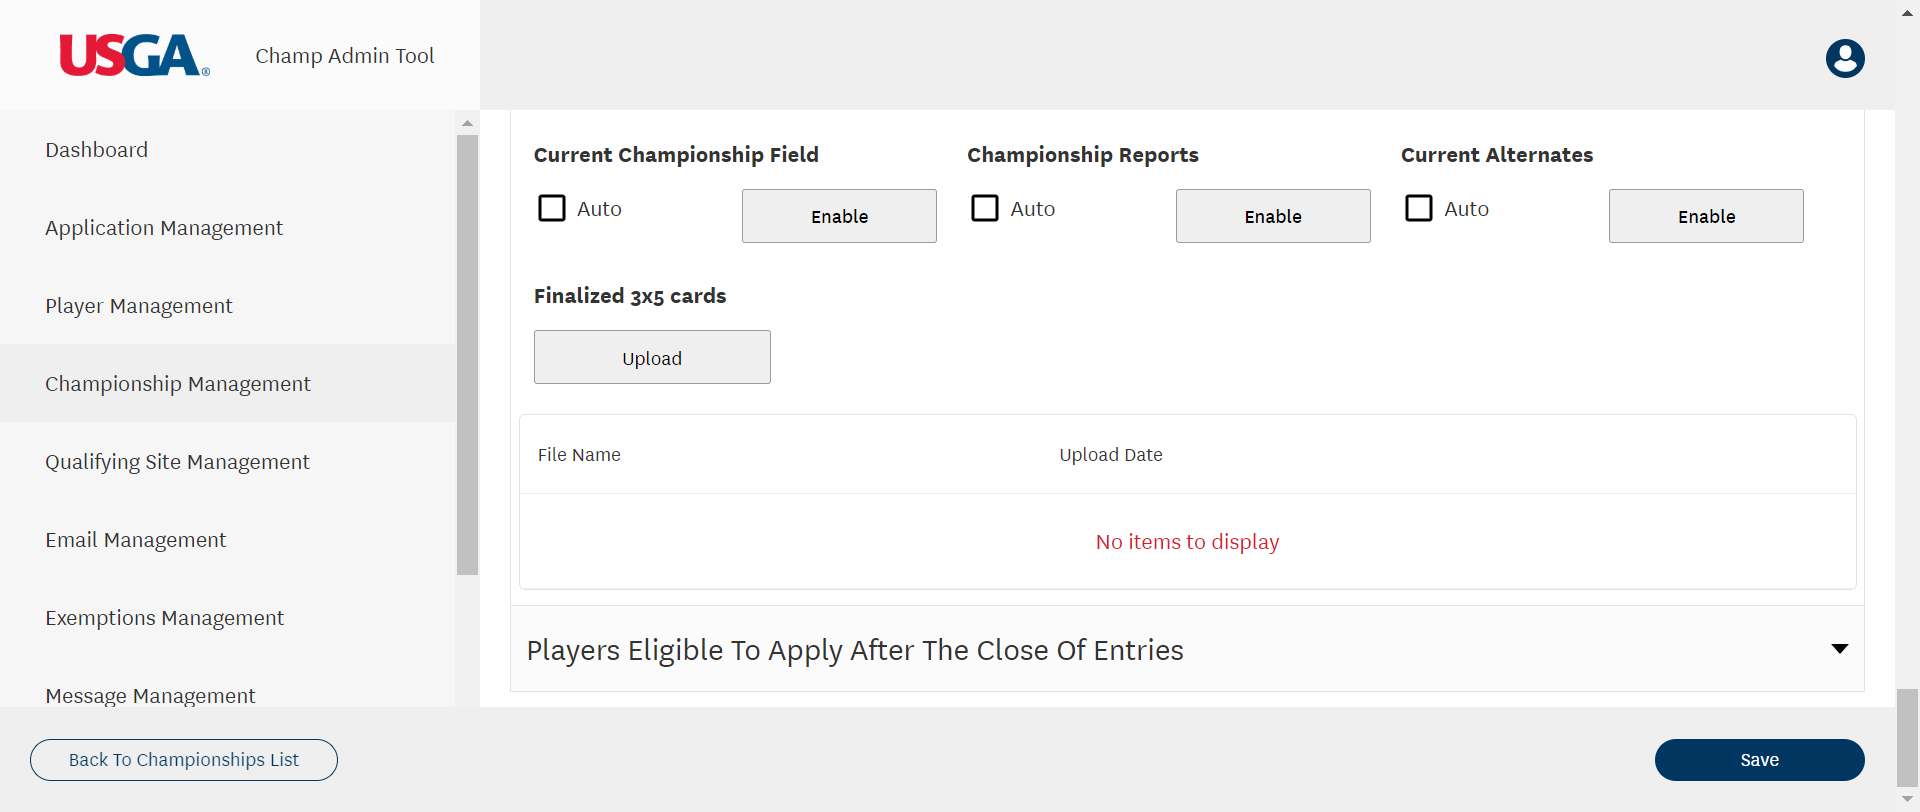 USGA®
Champ Admin Tool
Dashboard
Application Management
Player Management
Championship Management
Qualifying Site Management
Email Management
Exemptions Management
Message Management
Current Championship Field
Auto
Enable
Championship Reports
Auto
Enable
Current Alternates
Auto
Enable
Finalized 3x5 cards
Upload
File Name
Upload Date
No items to display
Players Eligible To Apply After The Close Of Entries
Back To Championships List
Save